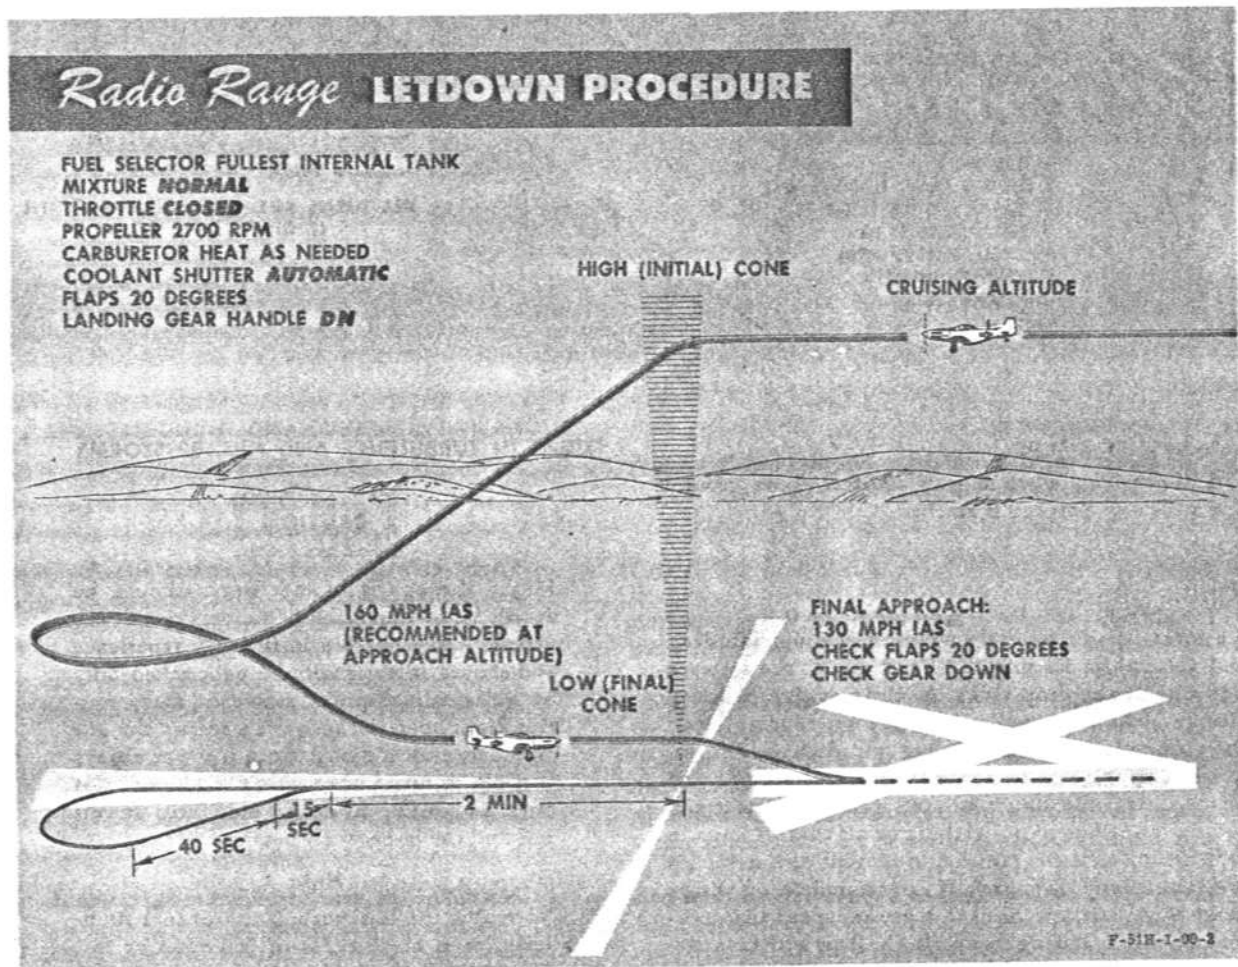 Radio Range LETDOWN PROCEDURE
FUEL SELECTOR FULLEST INTERNAL TANK
MIXTURE NORMAL
THROTTLE CLOSED
PROPELLER 2700 RPM
CARBURETOR HEAT AS NEEDED
COOLANT SHUTTER AUTOMATIC
FLAPS 20 DEGREES
LANDING GEAR HANDLE DN
HIGH (INITIAL) CONE
CRUISING ALTITUDE
160 MPH IAS
(RECOMMENDED AT
APPROACH ALTITUDE)
LOW (FINAL)
CONE
FINAL APPROACH:
130 MPH IAS
CHECK FLAPS 20 DEGREES
CHECK GEAR DOWN
2 MIN
15
SEC
40 SEC
F-51H-1-00-2